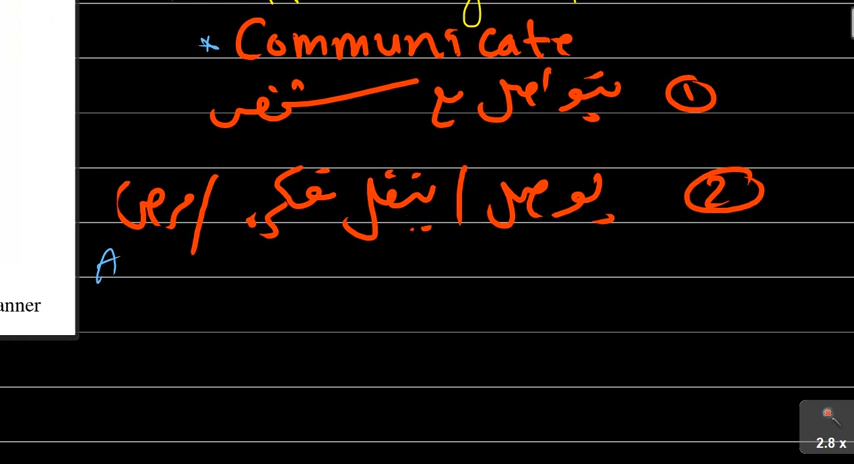 * Communicate
① يتواصل مع شخص
② يوصل / ينقل فكرة / مرض
A
anner
2.8 x